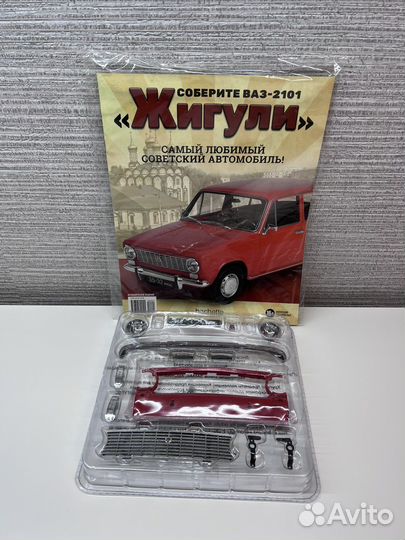 СОБЕРИТЕ ВАЗ-2101
«Жигули»
САМЫЙ ЛЮБИМЫЙ
СОВЕТСКИЙ АВТОМОБИЛЬ!
hachette
Avito